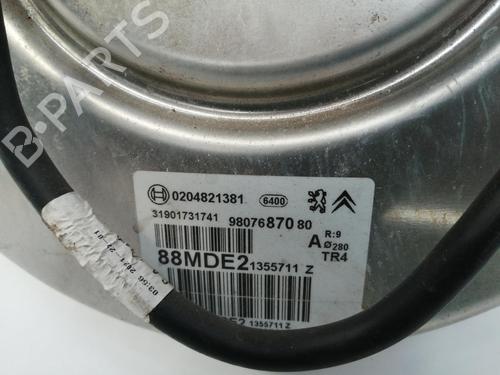 B-PARTS
0204821381 6400
31901731741 98076870 80
A R:9
Ø280
88MDE2 1355711 Z TR4
1355711 Z